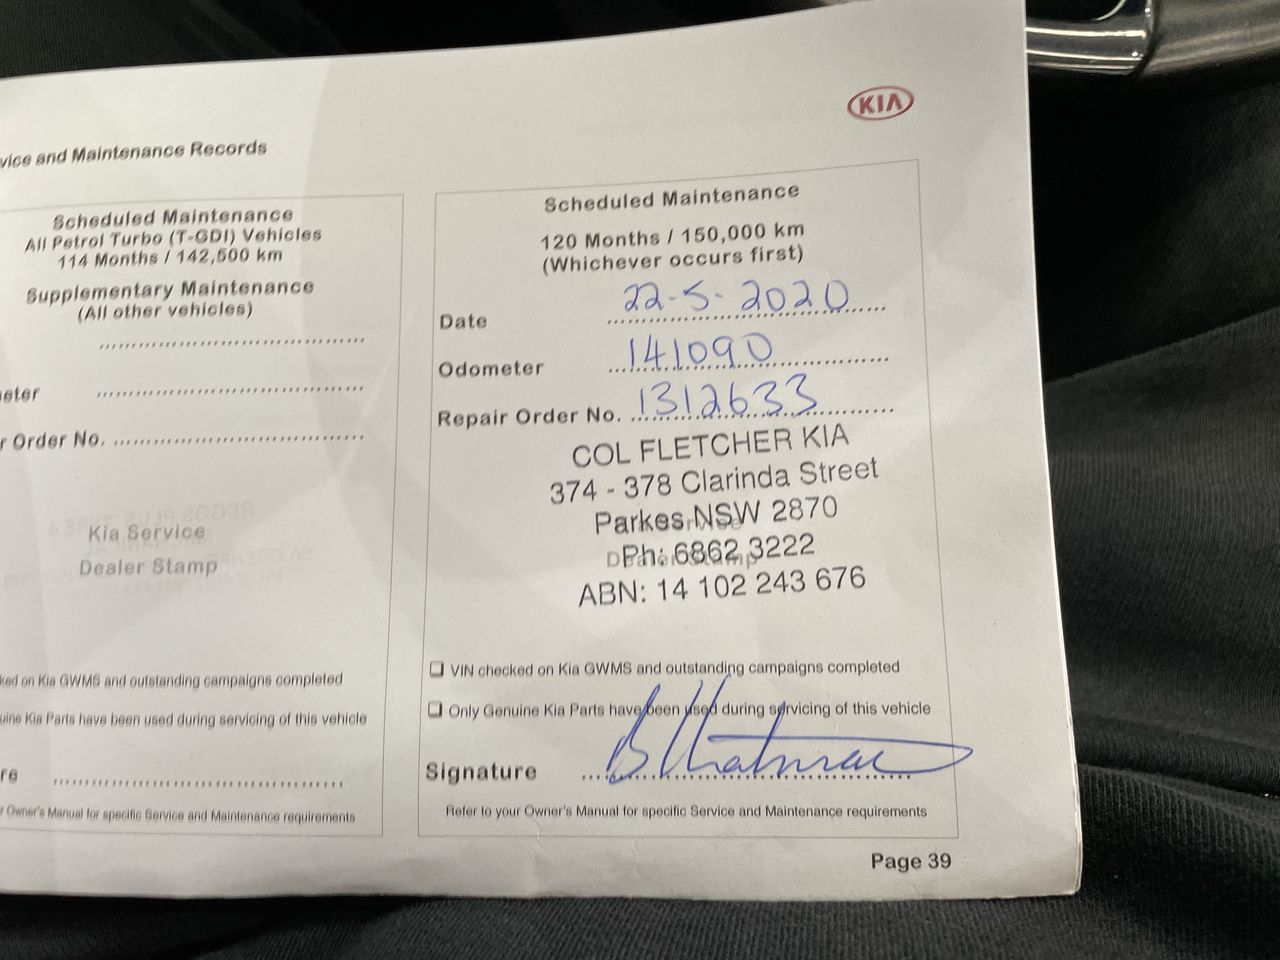 KIA
vice and Maintenance Records
Scheduled Maintenance
All Petrol Turbo (T-GDI) Vehicles
114 Months / 142,500 km
Supplementary Maintenance
(All other vehicles)
eter
r Order No.
Kia Service
Dealer Stamp
ked on Kia GWMS and outstanding campaigns completed
uine Kia Parts have been used during servicing of this vehicle
re
r Owner's Manual for specific Service and Maintenance requirements
Scheduled Maintenance
120 Months / 150,000 km
(Whichever occurs first)
Date 22-5-2020
Odometer 141090
Repair Order No. 1312633
COL FLETCHER KIA
374 - 378 Clarinda Street
Parkes NSW 2870
Ph: 6862 3222
ABN: 14 102 243 676
VIN checked on Kia GWMS and outstanding campaigns completed
Only Genuine Kia Parts have been used during servicing of this vehicle
Signature
Refer to your Owner's Manual for specific Service and Maintenance requirements
Page 39